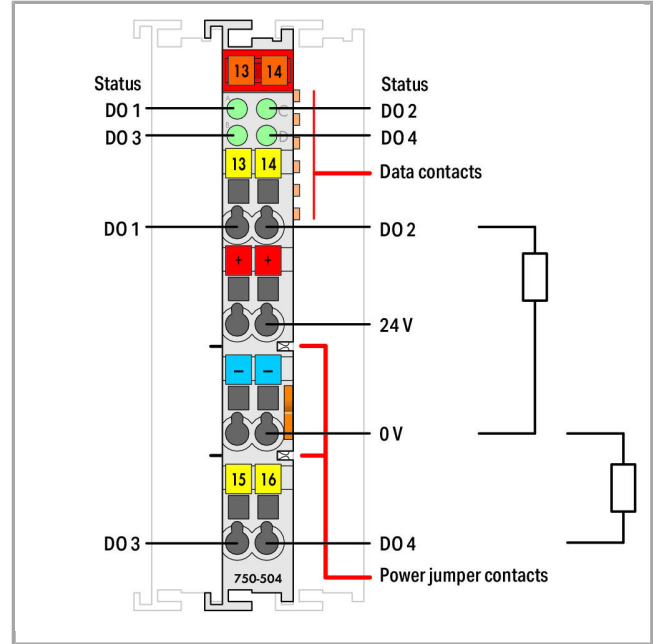 13 14
Status
Status
A
C
DO 1
DO 2
B
D
DO 3
DO 4
13 14
Data contacts
DO 1
DO 2
+ +
24 V
– –
0 V
15 16
DO 3
DO 4
750-504
Power jumper contacts